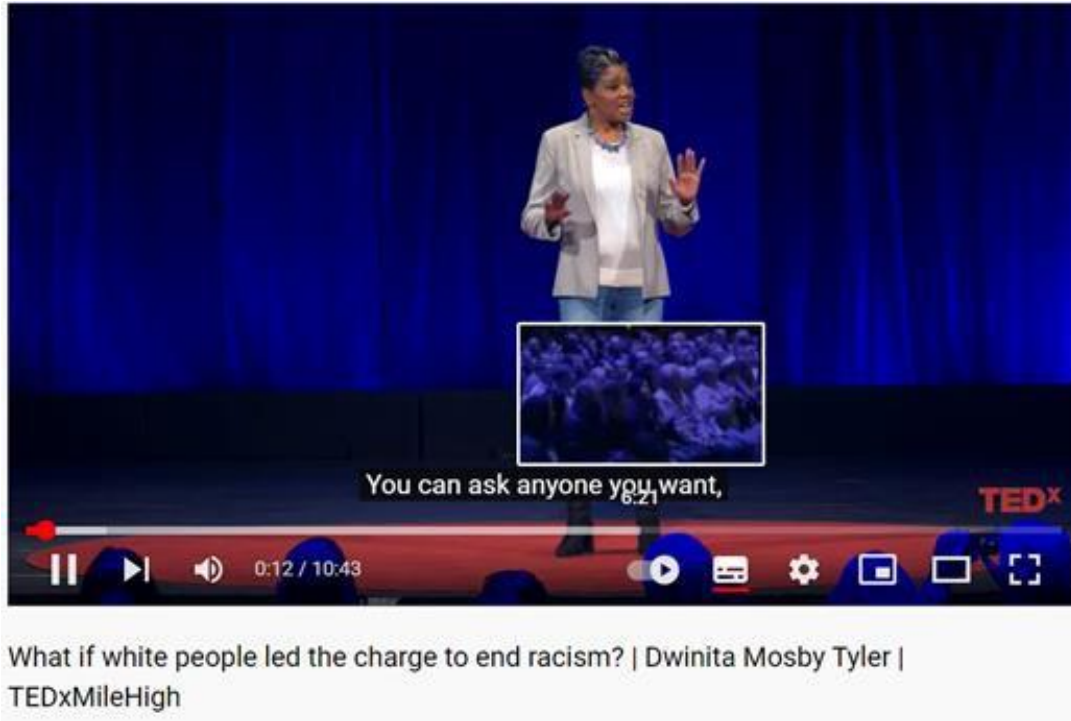 You can ask anyone you want,
6:21
TEDx
0:12 / 10:43
What if white people led the charge to end racism? | Dwinita Mosby Tyler |
TEDxMileHigh